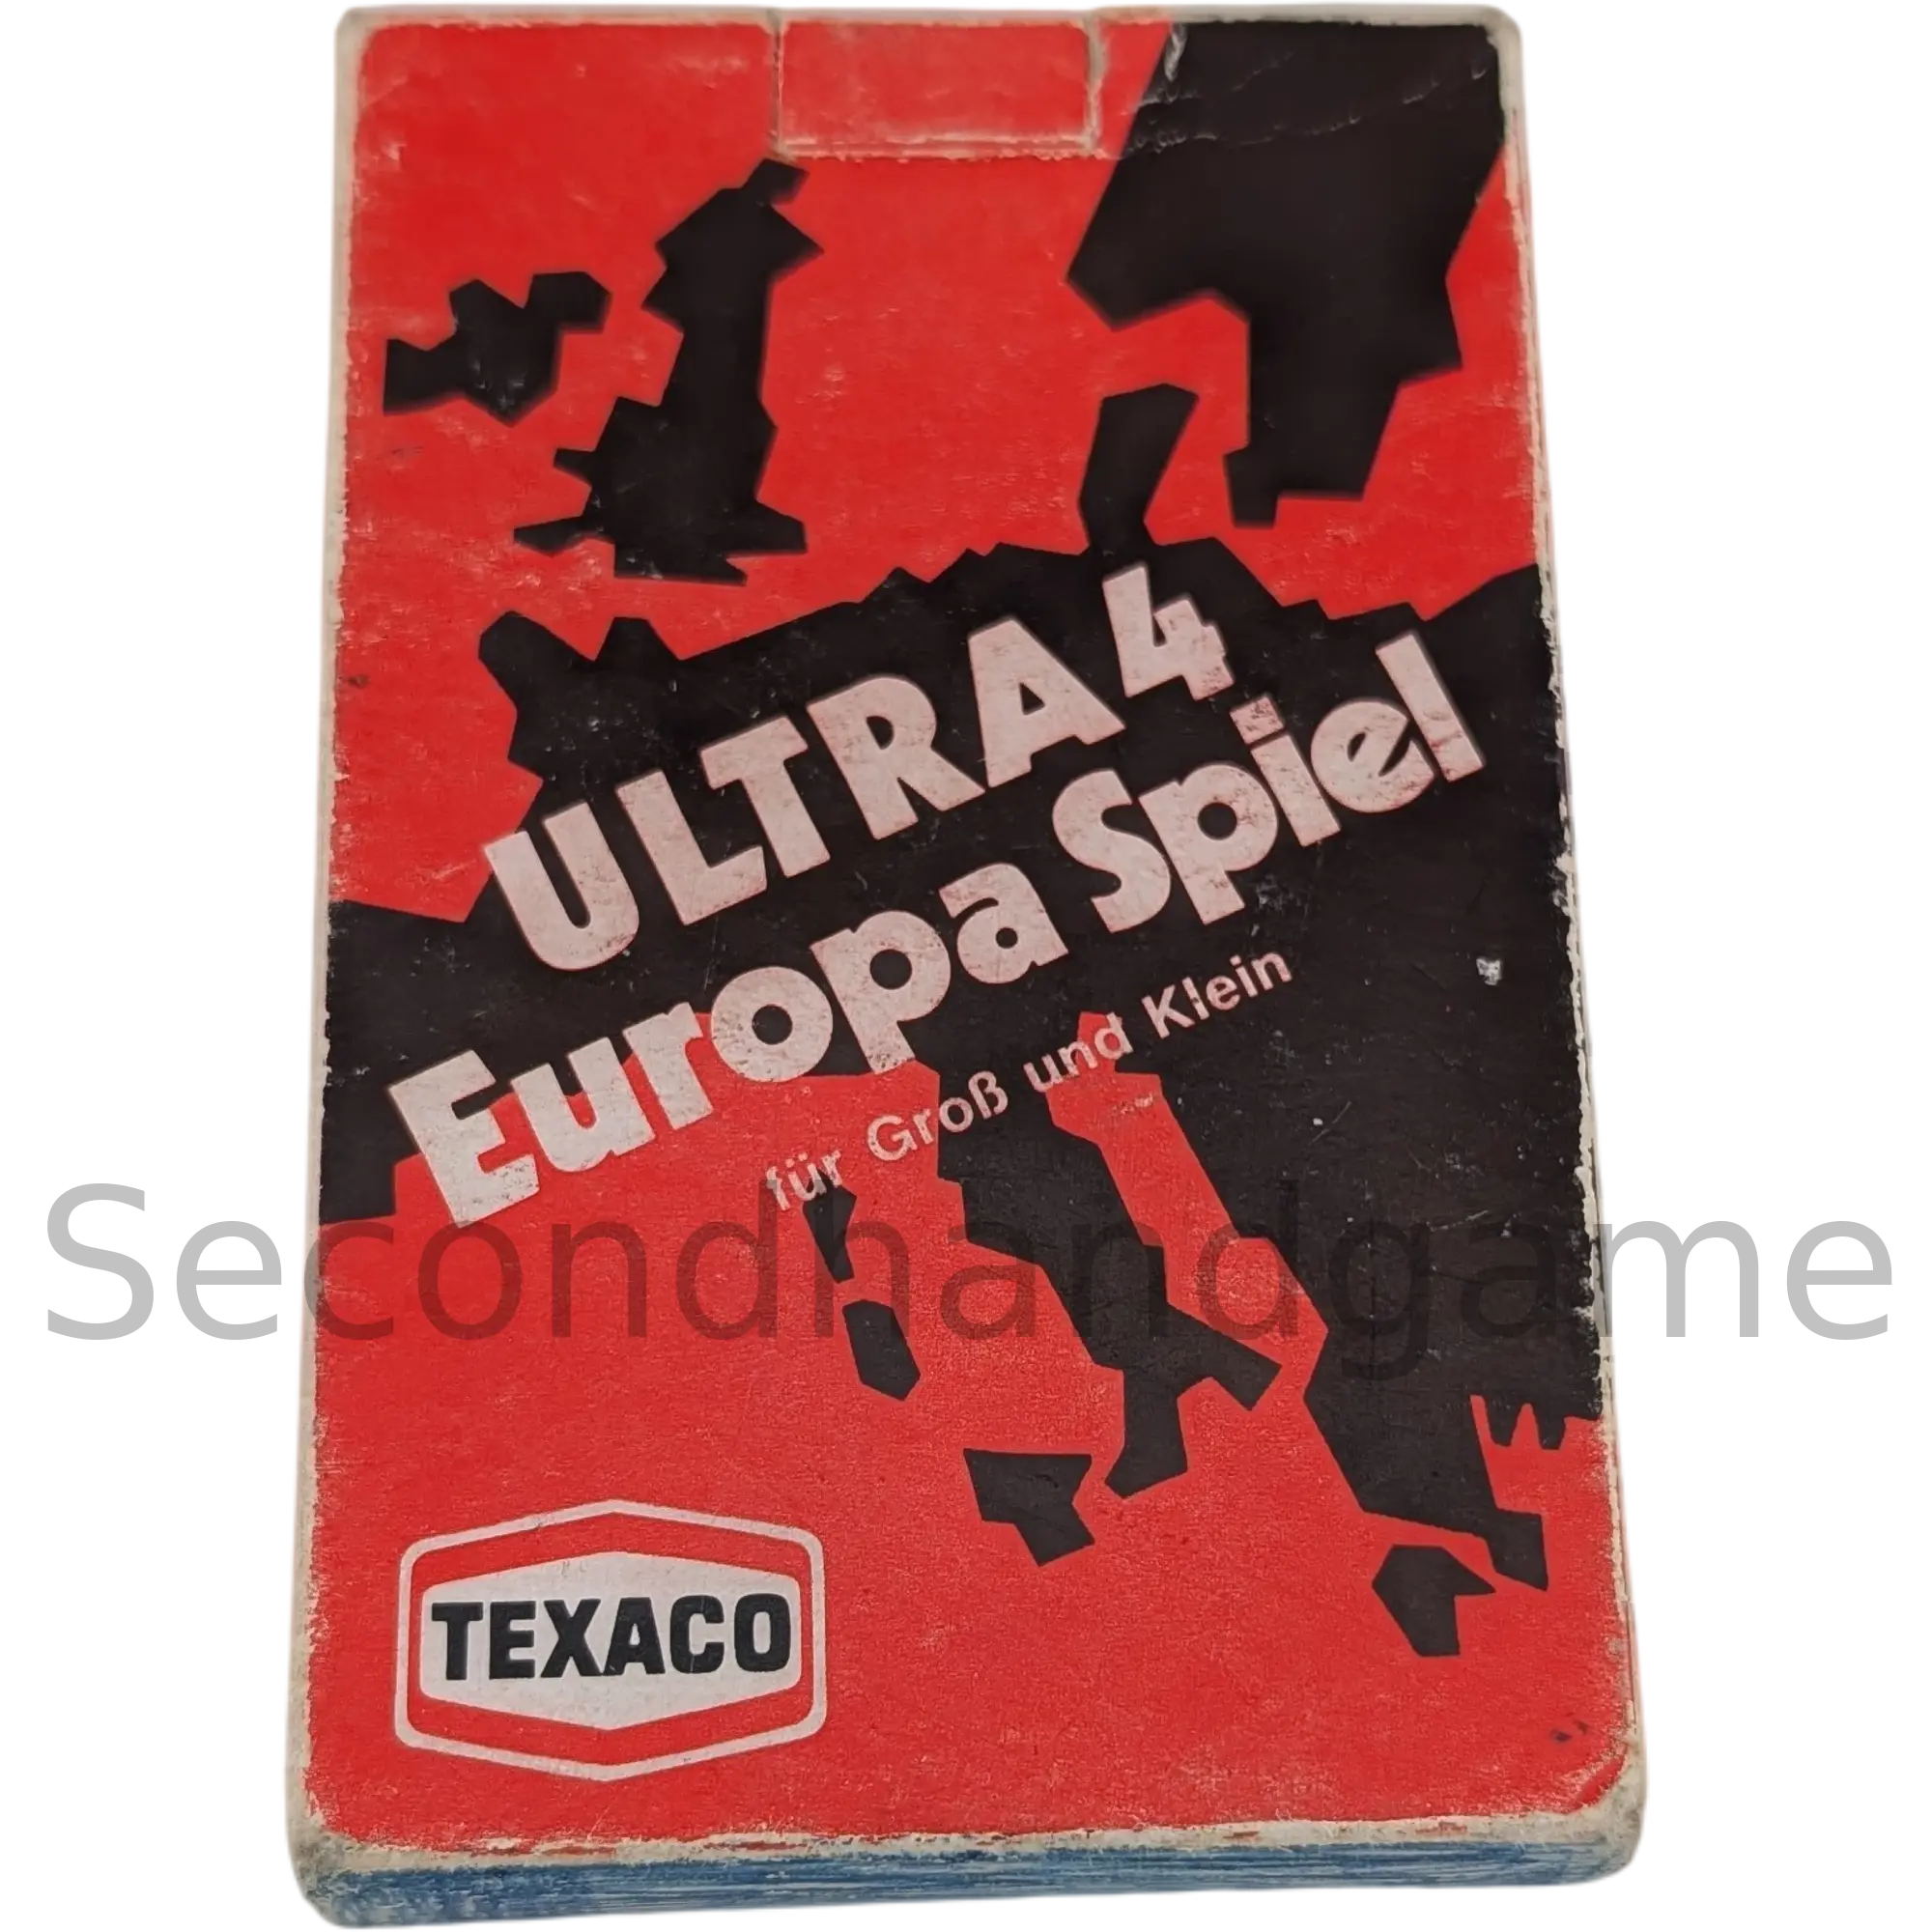 ULTRA 4
Europa Spiel
für Groß und Klein
Secondhandgame
TEXACO